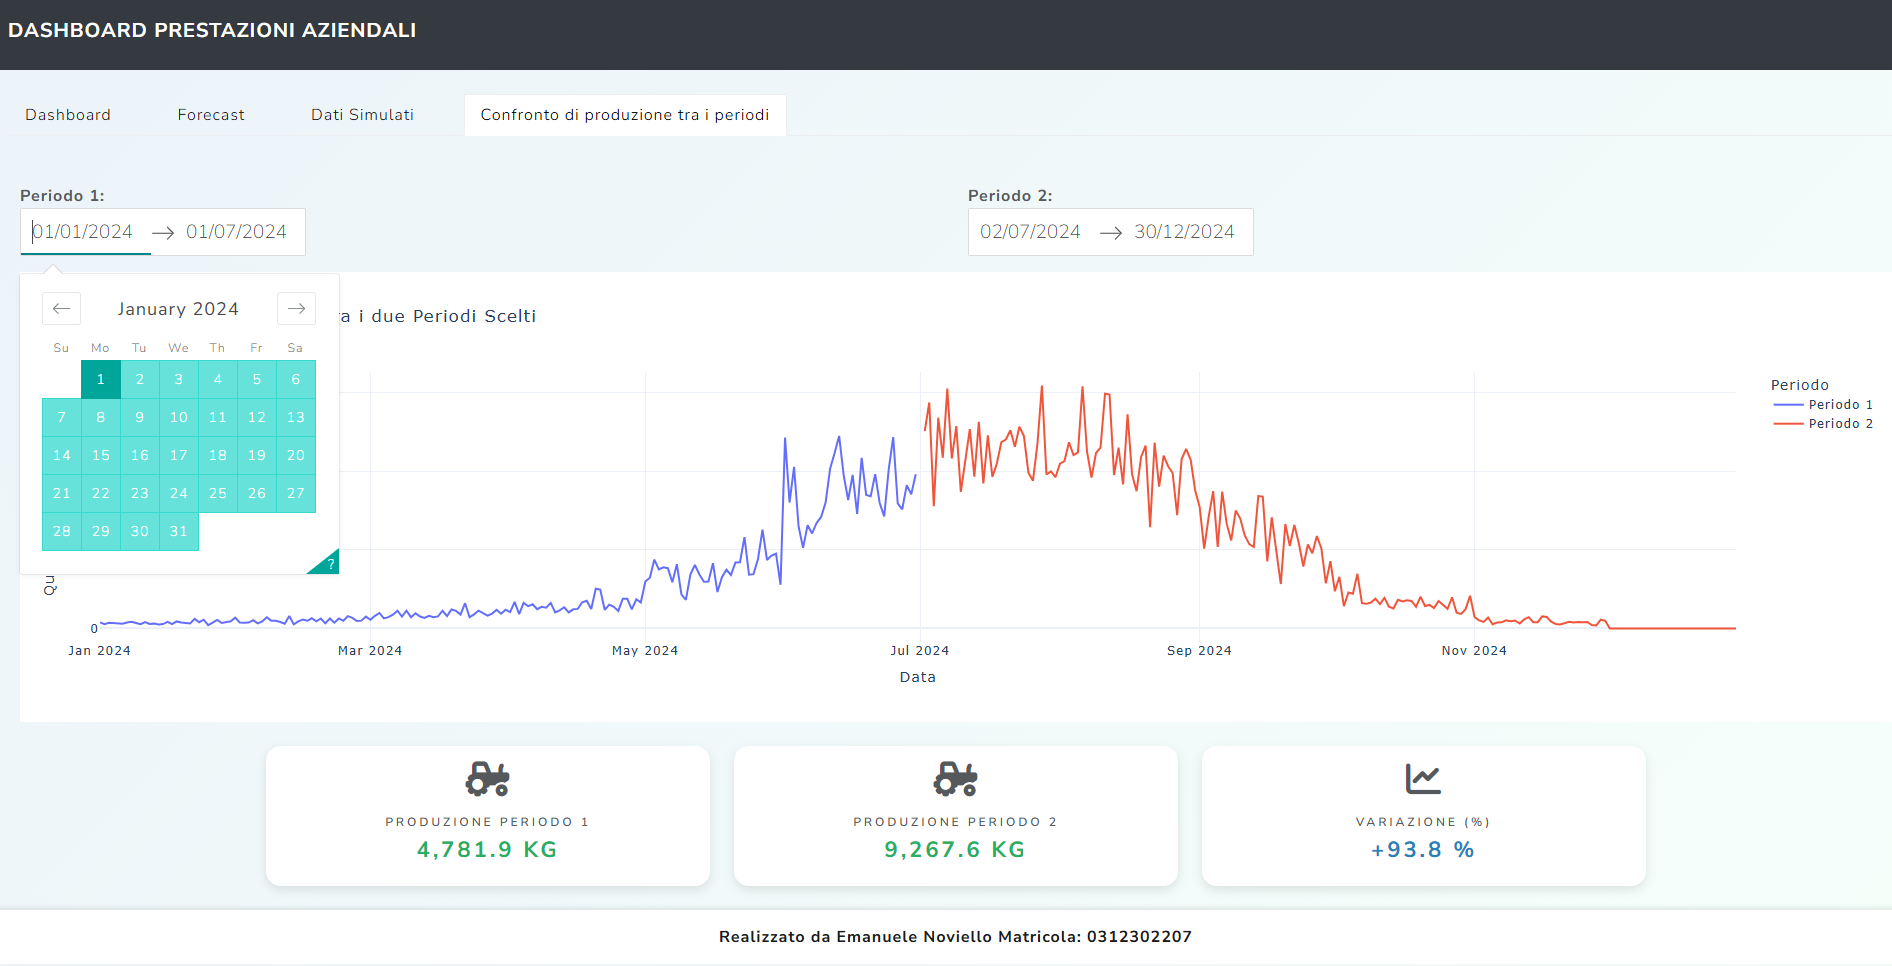 DASHBOARD PRESTAZIONI AZIENDALI
Dashboard Forecast Dati Simulati Confronto di produzione tra i periodi
Periodo 1: Periodo 2:
01/01/2024 → 01/07/2024 02/07/2024 → 30/12/2024
← January 2024 →
i due Periodi Scelti
Su Mo Tu We Th Fr Sa
1 2 3 4 5 6
7 8 9 10 11 12 13
14 15 16 17 18 19 20
21 22 23 24 25 26 27
28 29 30 31
?
Periodo
Periodo 1
Periodo 2
0
Jan 2024 Mar 2024 May 2024 Jul 2024 Sep 2024 Nov 2024
Data
PRODUZIONE PERIODO 1
4,781.9 KG
PRODUZIONE PERIODO 2
9,267.6 KG
VARIAZIONE (%)
+93.8 %
Realizzato da Emanuele Noviello Matricola: 0312302207